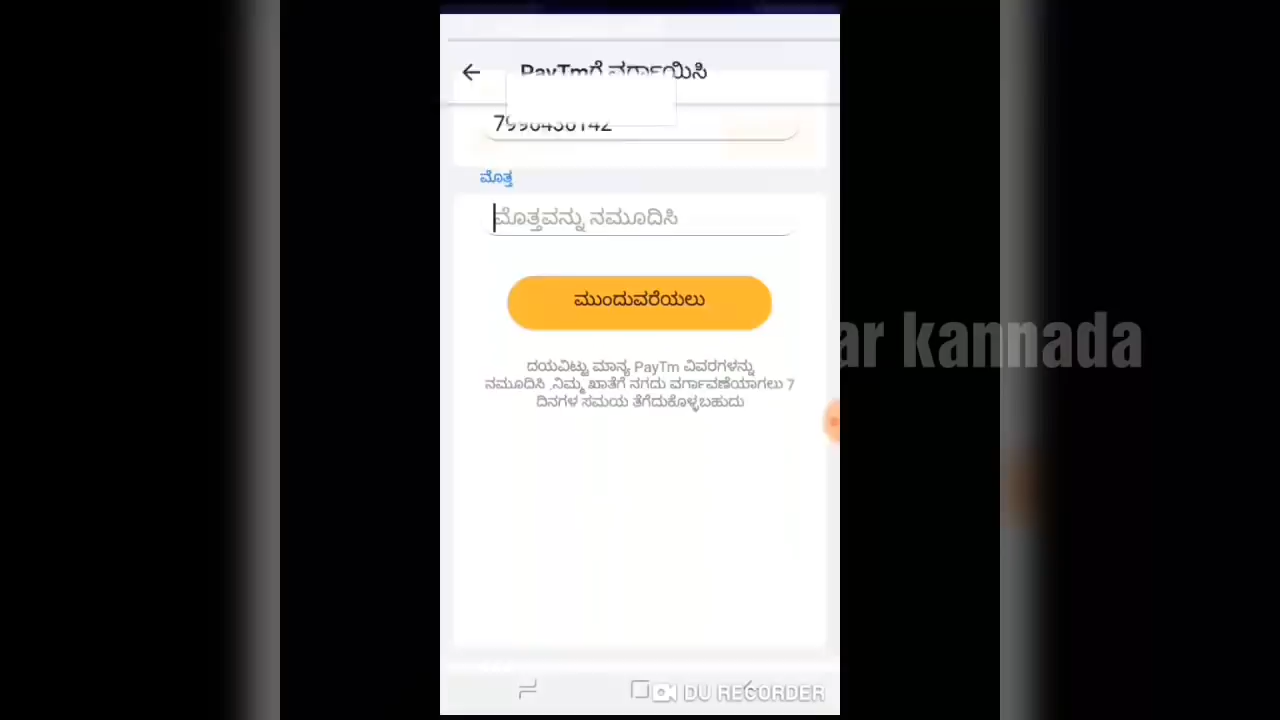 PayTmಗೆ ವರ್ಗಾಯಿಸಿ
ಮೊತ್ತ
ಮೊತ್ತವನ್ನು ನಮೂದಿಸಿ
ಮುಂದುವರೆಯಲು
ದಯವಿಟ್ಟು ಮಾನ್ಯ PayTm ವಿವರಗಳನ್ನು
ನಮೂದಿಸಿ ,ನಿಮ್ಮ ಖಾತೆಗೆ ನಗದು ವರ್ಗಾವಣೆಯಾಗಲು 7
ದಿನಗಳ ಸಮಯ ತೆಗೆದುಕೊಳ್ಳಬಹುದು
ar kannada
DU RECORDER